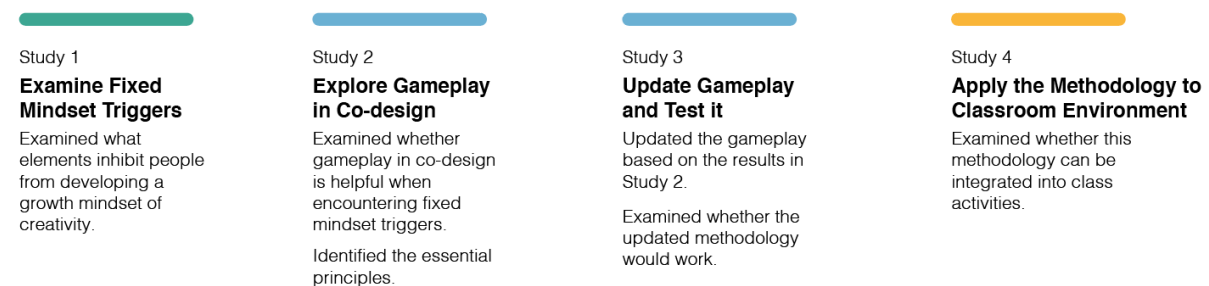 Study 1
Examine Fixed
Mindset Triggers
Examined what
elements inhibit people
from developing a
growth mindset of
creativity.
Study 2
Explore Gameplay
in Co-design
Examined whether
gameplay in co-design
is helpful when
encountering fixed
mindset triggers.
Identified the essential
principles.
Study 3
Update Gameplay
and Test it
Updated the gameplay
based on the results in
Study 2.
Examined whether the
updated methodology
would work.
Study 4
Apply the Methodology to
Classroom Environment
Examined whether this
methodology can be
integrated into class
activities.